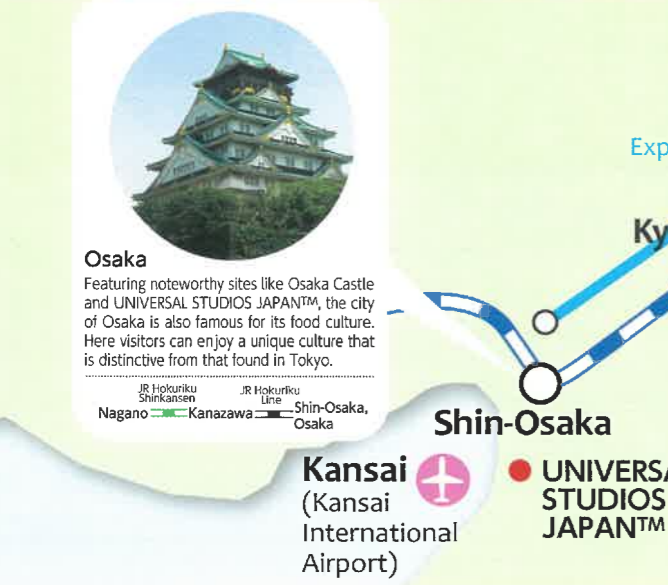 Osaka
Featuring noteworthy sites like Osaka Castle
and UNIVERSAL STUDIOS JAPAN™, the city
of Osaka is also famous for its food culture.
Here visitors can enjoy a unique culture that
is distinctive from that found in Tokyo.
JR Hokuriku
Shinkansen
JR Hokuriku
Line
Nagano
Kanazawa
Shin-Osaka,
Osaka
Exp
Ky
Shin-Osaka
Kansai
(Kansai
International
Airport)
UNIVERSA
STUDIOS
JAPAN™